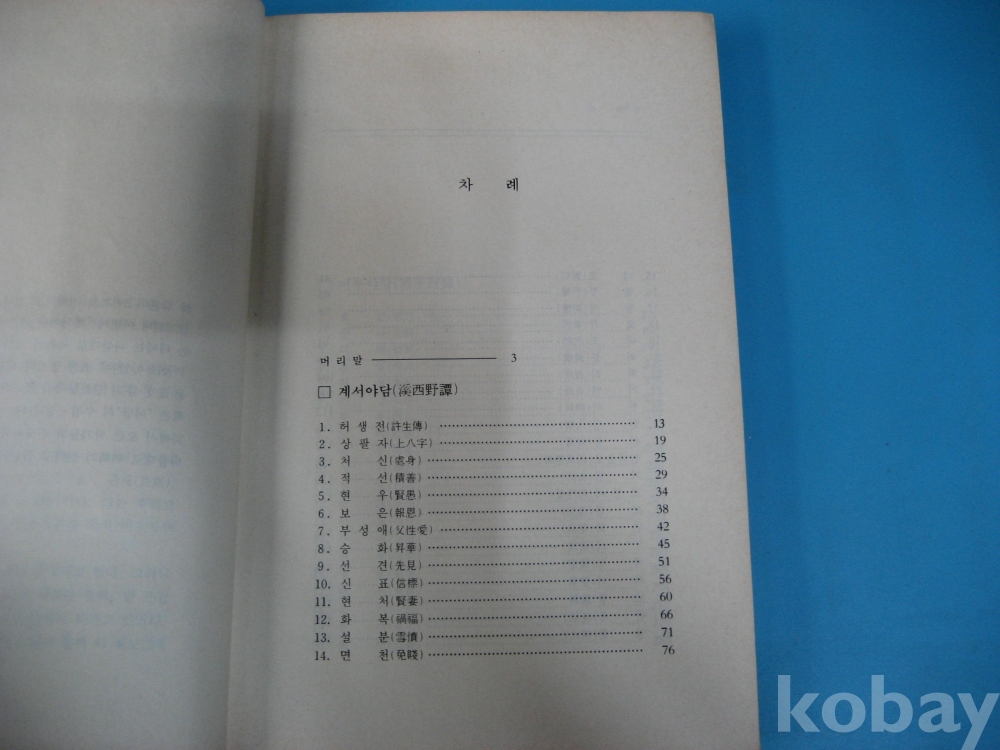 차 례
머리말 3
□ 계서야담(溪西野譚)
1. 허생전(許生傳) 13
2. 상팔자(上八字) 19
3. 처 신(處身) 25
4. 적 선(積善) 29
5. 현 우(賢愚) 34
6. 보 은(報恩) 38
7. 부성애(父性愛) 42
8. 승 화(昇華) 45
9. 선 견(先見) 51
10. 신 표(信標) 56
11. 현 처(賢妻) 60
12. 화 복(禍福) 66
13. 설 분(雪憤) 71
14. 면 천(免賤) 76
kobay